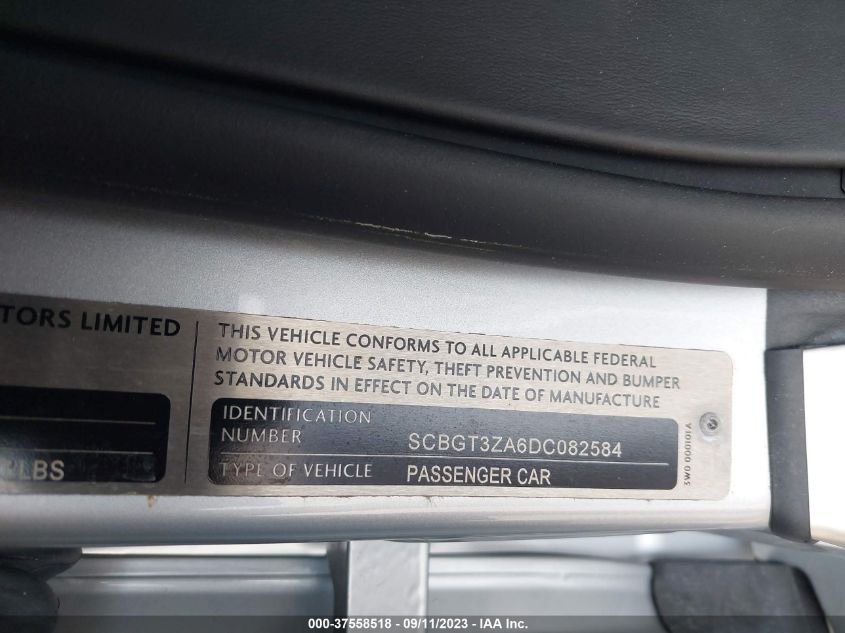 TORS LIMITED
LBS
THIS VEHICLE CONFORMS TO ALL APPLICABLE FEDERAL
MOTOR VEHICLE SAFETY, THEFT PREVENTION AND BUMPER
STANDARDS IN EFFECT ON THE DATE OF MANUFACTURE
IDENTIFICATION
NUMBER SCBGT3ZA6DC082584
TYPE OF VEHICLE PASSENGER CAR
3W0 000101A
000-37558518 - 09/11/2023 - IAA Inc.